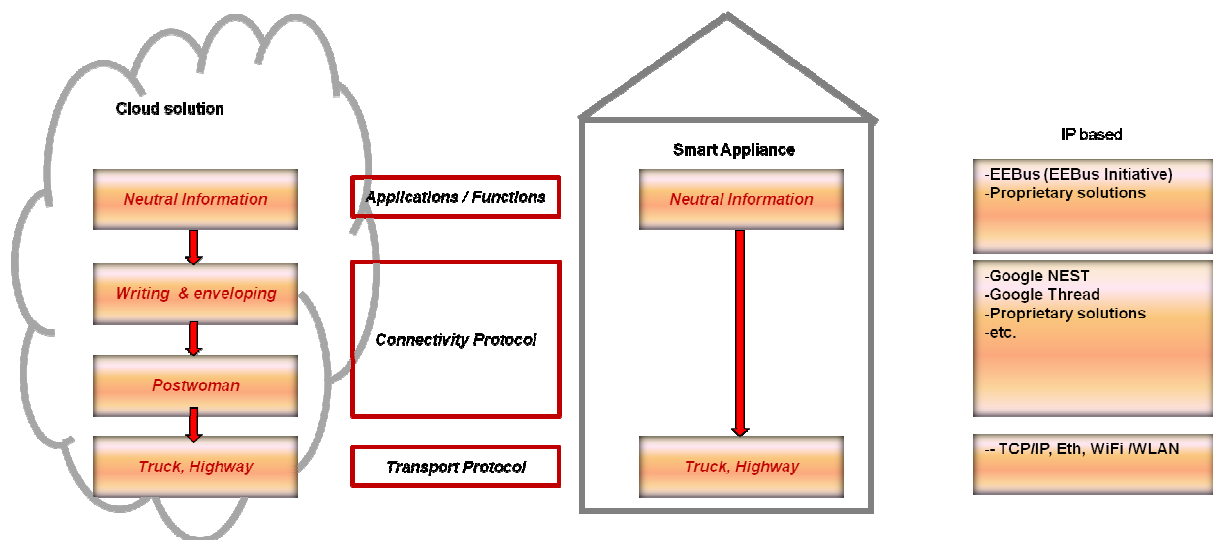 Cloud solution
Neutral Information
Writing & enveloping
Postwoman
Truck, Highway
Applications / Functions
Connectivity Protocol
Transport Protocol
Smart Appliance
Neutral Information
Truck, Highway
IP based
-EEBus (EEBus Initiative)
-Proprietary solutions
-Google NEST
-Google Thread
-Proprietary solutions
-etc.
-- TCP/IP, Eth, WiFi /WLAN